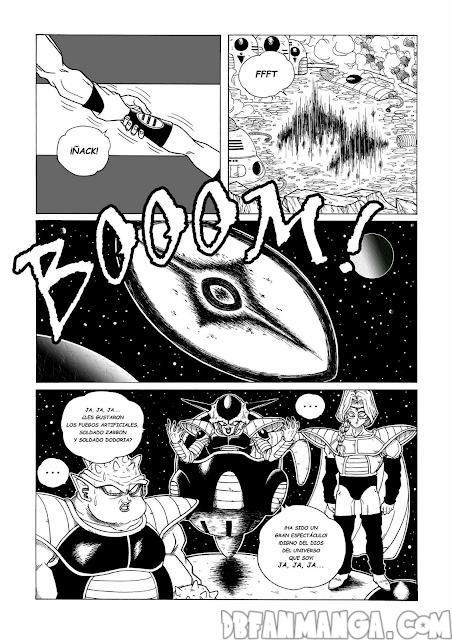 ¡ÑACK!
FFFT
BOOOM!
JA, JA, JA...
¿LES GUSTARON
LOS FUEGOS ARTIFICIALES,
SOLDADO ZARBON
Y SOLDADO DODORIA?
...
...
¡HA SIDO UN
GRAN ESPECTÁCULO!
¡DIGNO DEL DIOS
DEL UNIVERSO
QUE SOY!
JA, JA, JA...
DBFANMANGA.COM